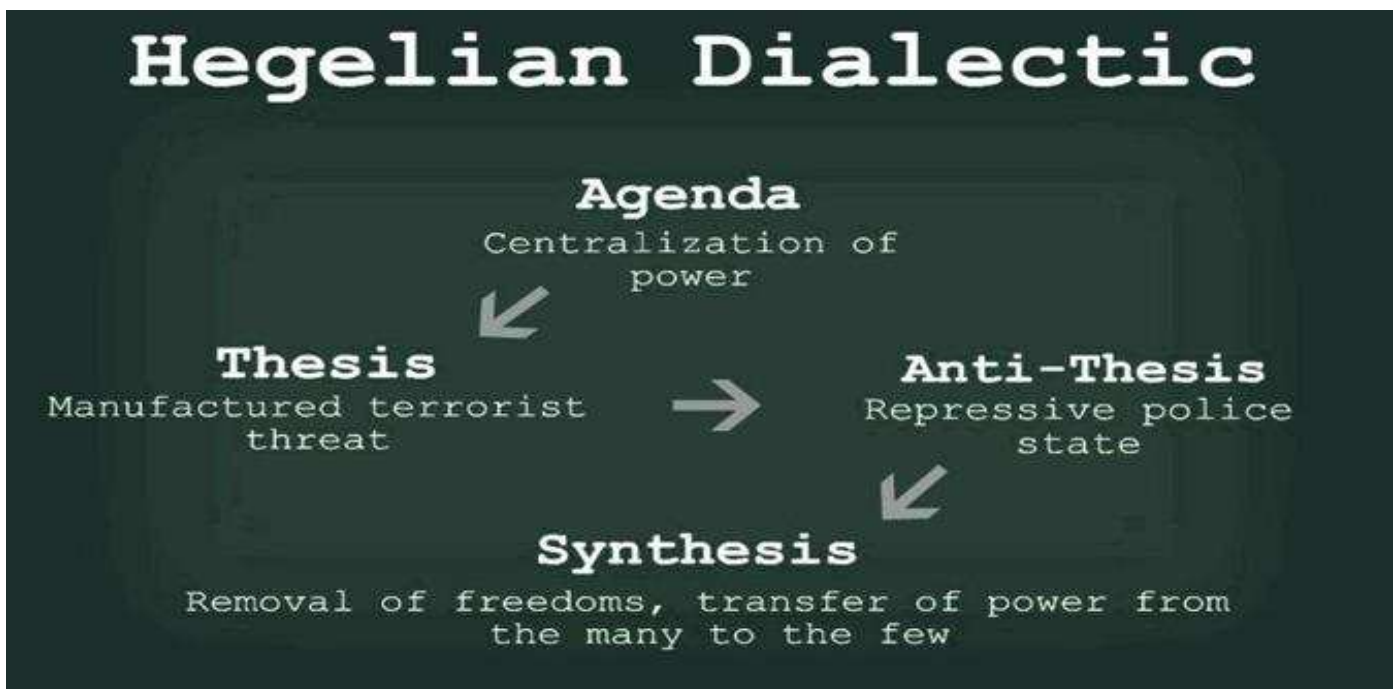 Hegelian Dialectic
Agenda
Centralization of
power
Thesis
Manufactured terrorist
threat
Anti-Thesis
Repressive police
state
Synthesis
Removal of freedoms, transfer of power from
the many to the few